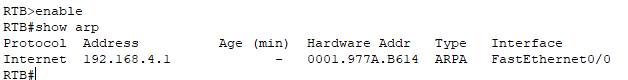 RTB>enable
RTB#show arp
Protocol  Address          Age (min)  Hardware Addr   Type   Interface
Internet  192.168.4.1             -   0001.977A.B614  ARPA   FastEthernet0/0
RTB#